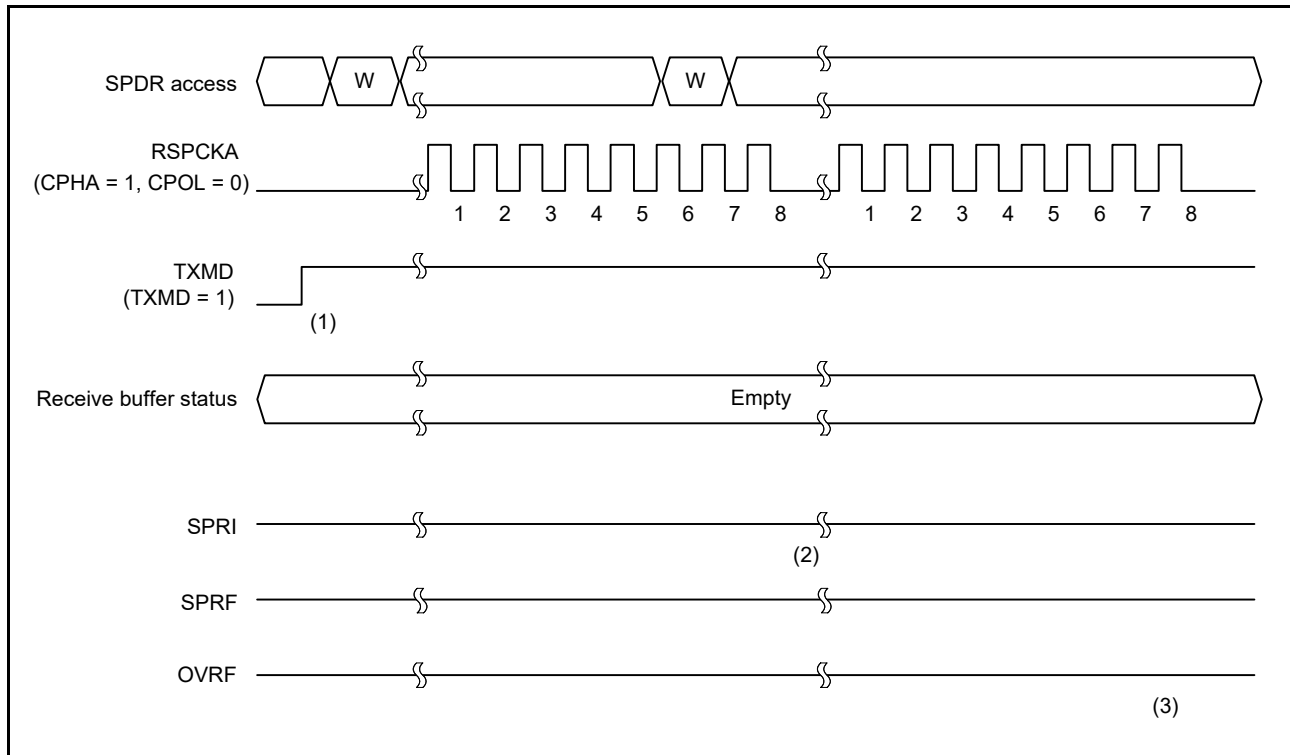 SPDR access
W
W
RSPCKA
(CPHA = 1, CPOL = 0)
1 2 3 4 5 6 7 8 1 2 3 4 5 6 7 8
TXMD
(TXMD = 1)
(1)
Receive buffer status
Empty
SPRI
(2)
SPRF
OVRF
(3)